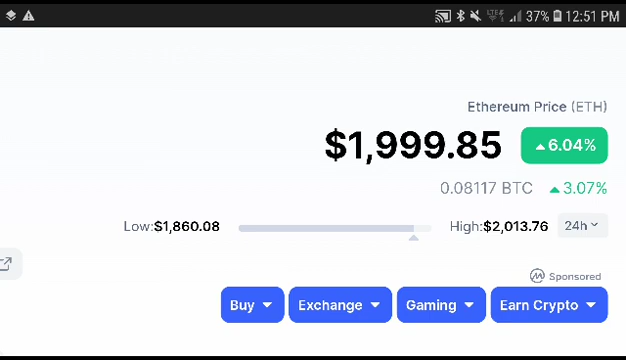 LTE 37% 12:51 PM
Ethereum Price (ETH)
$1,999.85 6.04%
0.08117 BTC 3.07%
Low:$1,860.08 High:$2,013.76 24h
Sponsored
Buy Exchange Gaming Earn Crypto